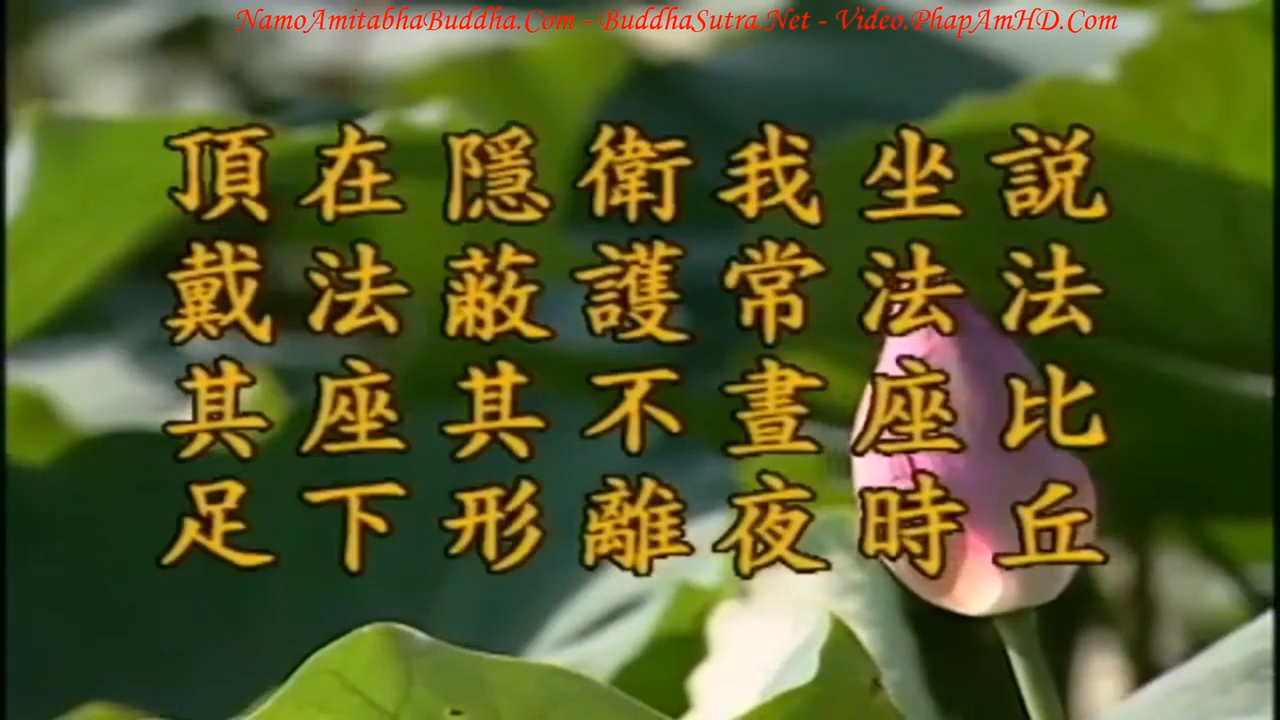 NamoAmitabhaBuddha.Com - BuddhaSutra.Net - Video.PhapAmHD.Com
説法比丘
坐法座時
我常晝夜
衛護不離
隱蔽其形
在法座下
頂戴其足